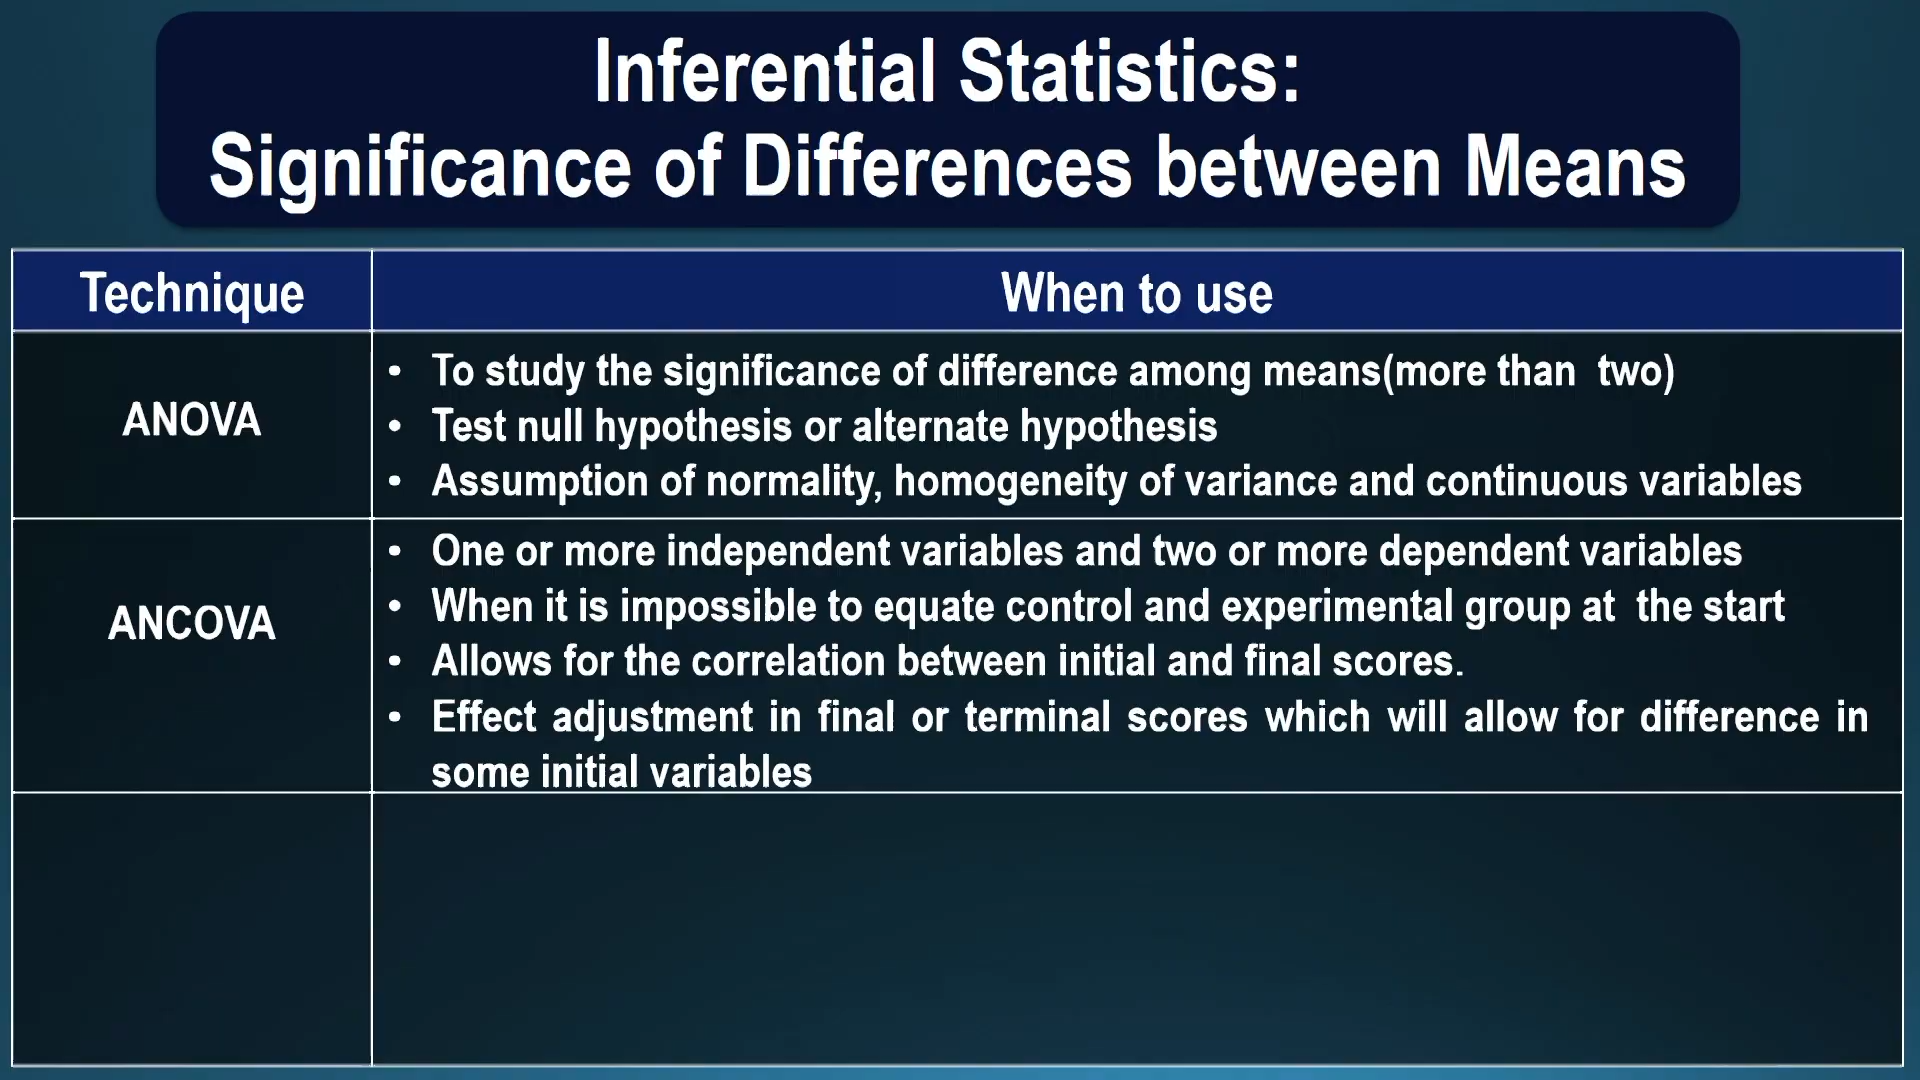 Inferential Statistics:
Significance of Differences between Means
Technique
When to use
ANOVA
• To study the significance of difference among means(more than  two)
• Test null hypothesis or alternate hypothesis
• Assumption of normality, homogeneity of variance and continuous variables
ANCOVA
• One or more independent variables and two or more dependent variables
• When it is impossible to equate control and experimental group at  the start
• Allows for the correlation between initial and final scores.
• Effect adjustment in final or terminal scores which will allow for difference in
some initial variables